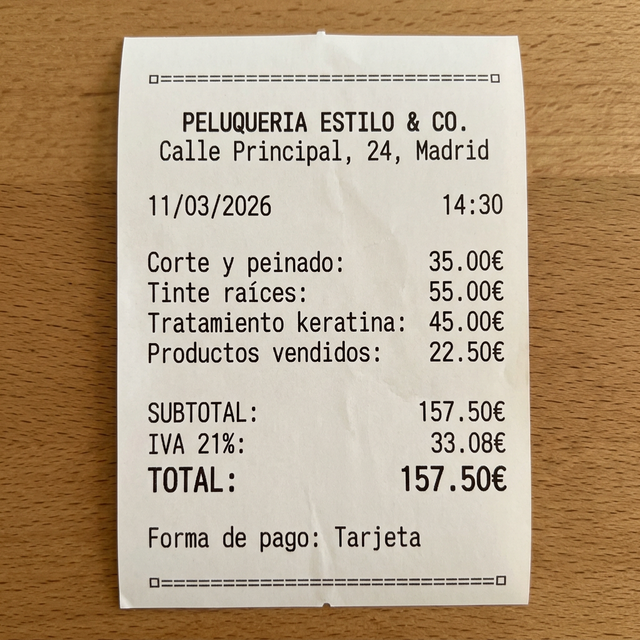 PELUQUERIA ESTILO & CO.
Calle Principal, 24, Madrid
11/03/2026 14:30
Corte y peinado: 35.00€
Tinte raíces: 55.00€
Tratamiento keratina: 45.00€
Productos vendidos: 22.50€
SUBTOTAL: 157.50€
IVA 21%: 33.08€
TOTAL: 157.50€
Forma de pago: Tarjeta